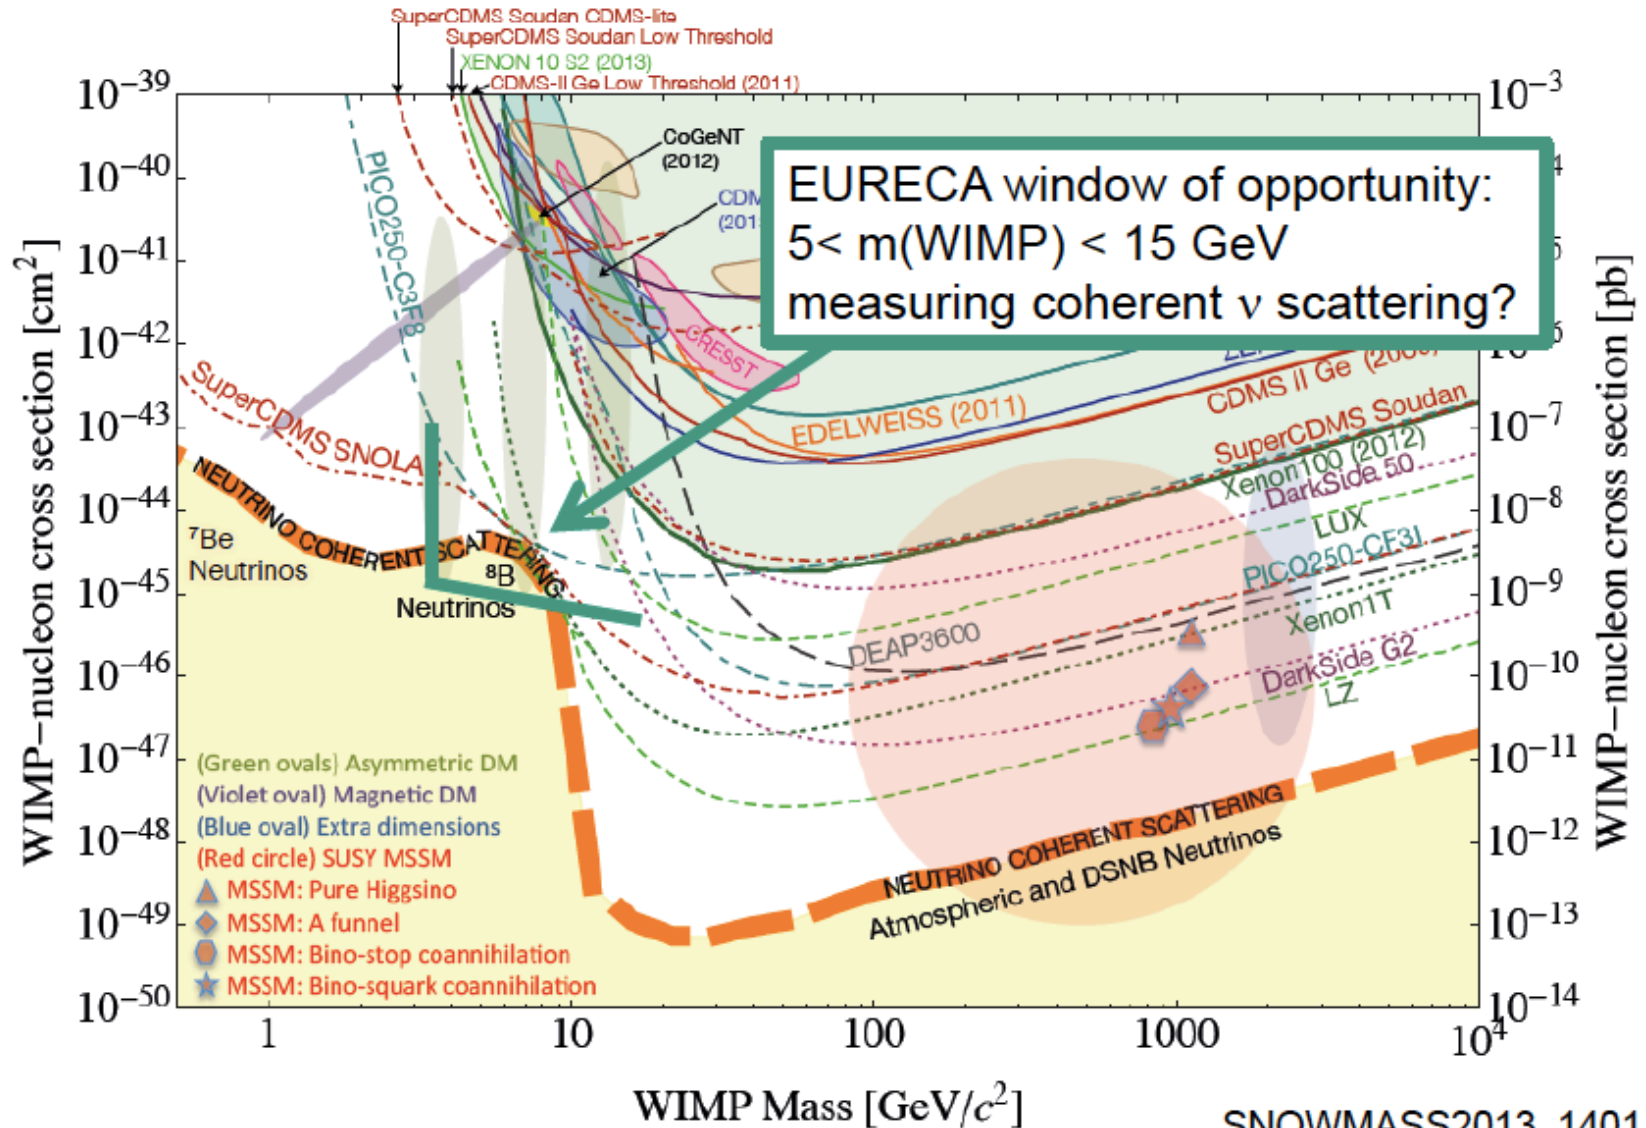 SuperCDMS Soudan CDMS-lite
SuperCDMS Soudan Low Threshold
XENON 10 S2 (2013)
CDMS-II Ge Low Threshold (2011)
10−39
10−40
10−41
10−42
10−43
10−44
10−45
10−46
10−47
10−48
10−49
10−50
WIMP−nucleon cross section [cm2]
10−3
10−7
10−8
10−9
10−10
10−11
10−12
10−13
10−14
WIMP−nucleon cross section [pb]
1
10
100
1000
104
WIMP Mass [GeV/c2]
PICO250-C3F8
CoGeNT
(2012)
EURECA window of opportunity:
5< m(WIMP) < 15 GeV
measuring coherent ν scattering?
CRESST
EDELWEISS (2011)
CDMS II Ge
SuperCDMS Soudan
Xenon100 (2012)
DarkSide 50
LUX
PICO250-CF3I
Xenon1T
DarkSide G2
LZ
DEAP3600
SuperCDMS SNOLAB
NEUTRINO COHERENT SCATTERING
7Be
Neutrinos
8B
Neutrinos
NEUTRINO COHERENT SCATTERING
Atmospheric and DSNB Neutrinos
(Green ovals) Asymmetric DM
(Violet oval) Magnetic DM
(Blue oval) Extra dimensions
(Red circle) SUSY MSSM
MSSM: Pure Higgsino
MSSM: A funnel
MSSM: Bino-stop coannihilation
MSSM: Bino-squark coannihilation
SNOWMASS2013, 1401